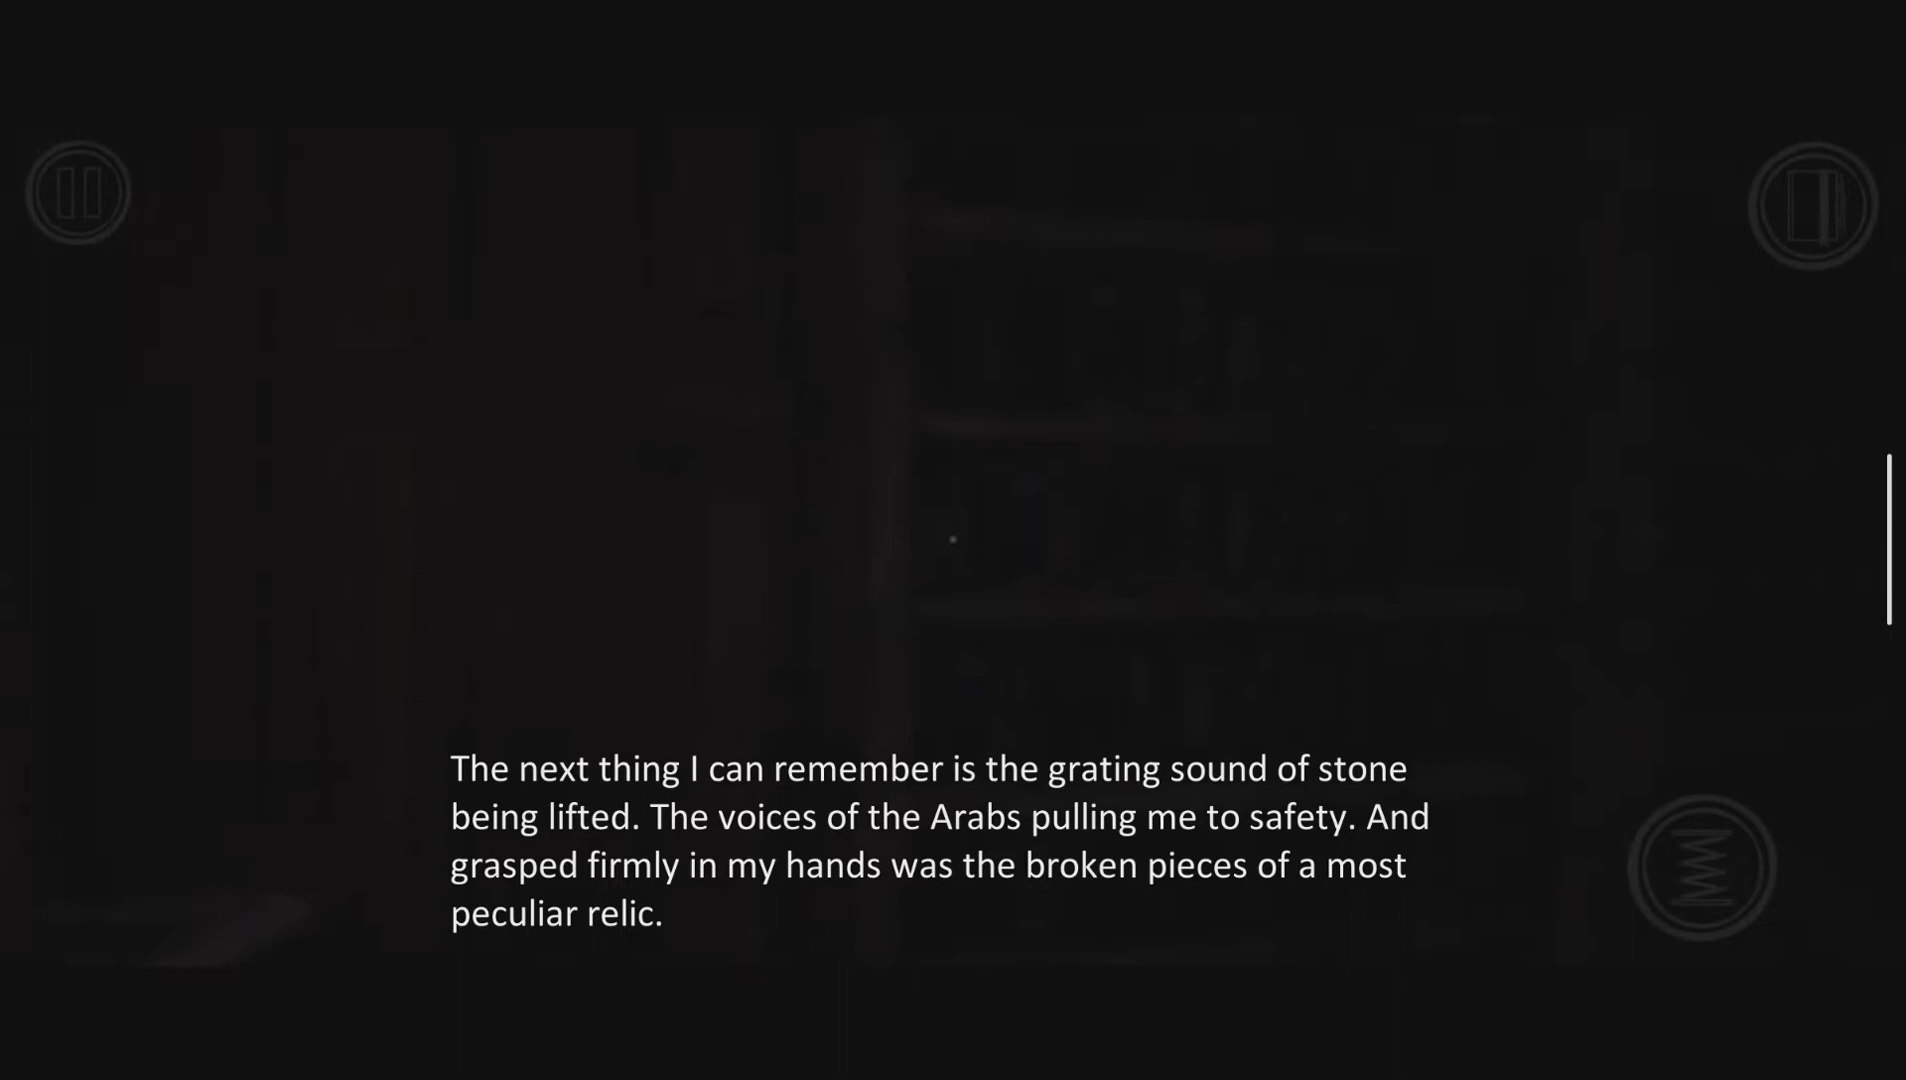 The next thing I can remember is the grating sound of stone
being lifted. The voices of the Arabs pulling me to safety. And
grasped firmly in my hands was the broken pieces of a most
peculiar relic.